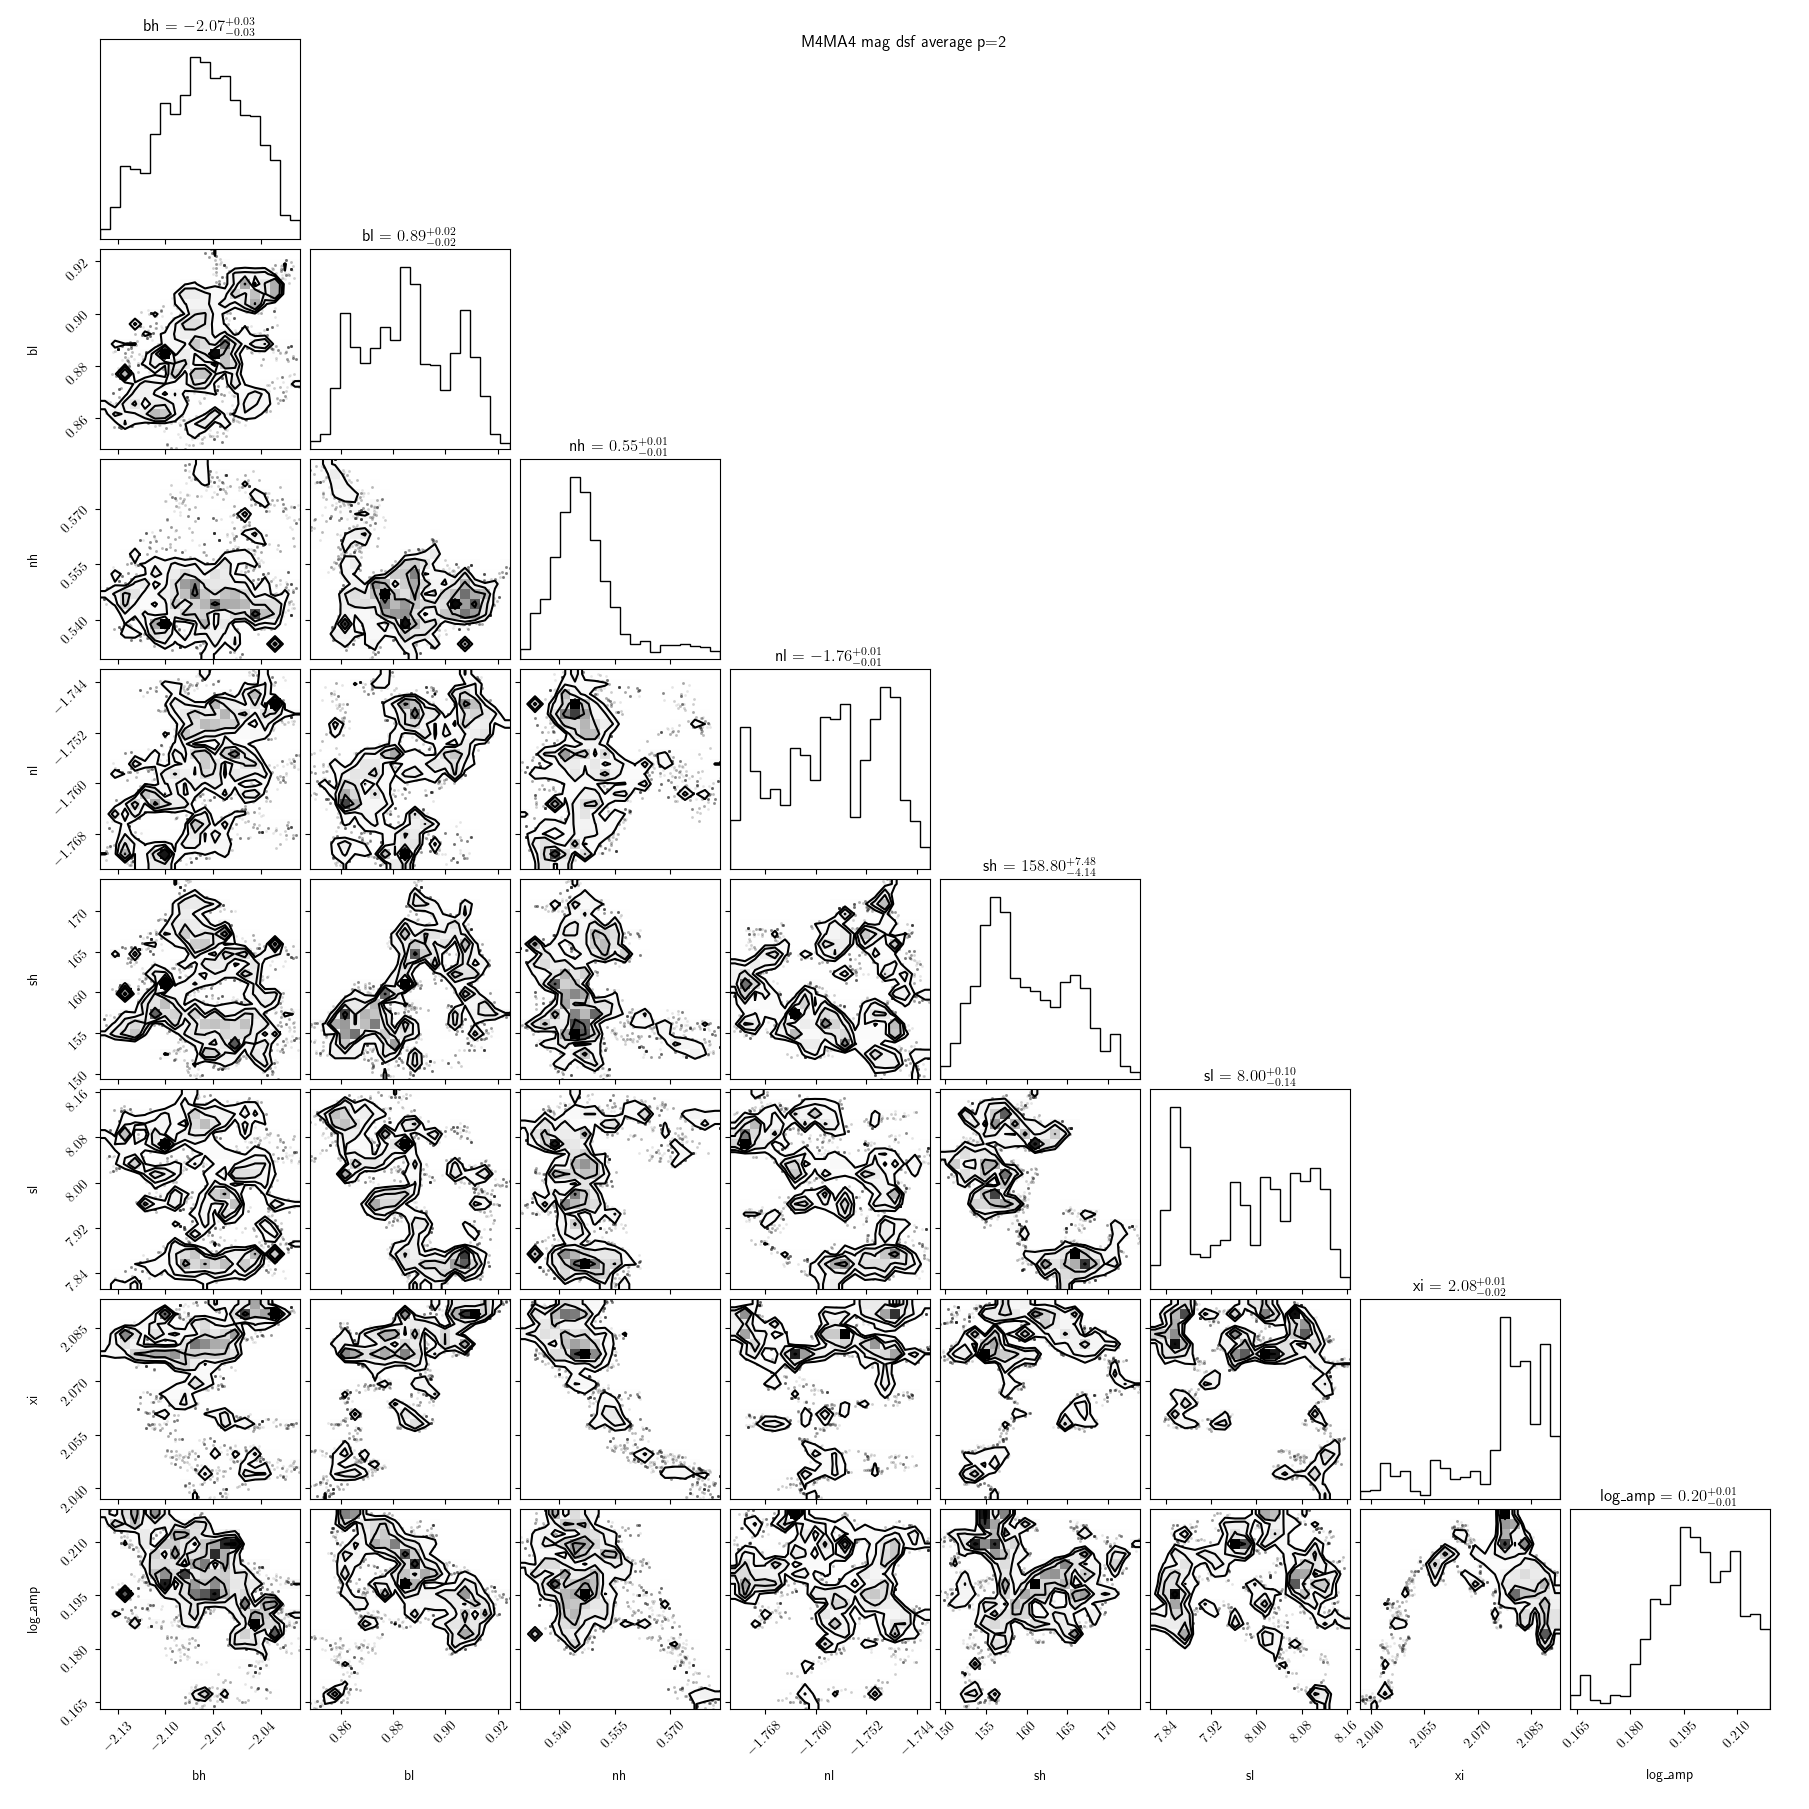 M4MA4 mag dsf average p=2
bh = −2.07 +0.03 −0.03
bl = 0.89 +0.02 −0.02
nh = 0.55 +0.01 −0.01
nl = −1.76 +0.01 −0.01
sh = 158.80 +7.48 −4.14
sl = 8.00 +0.10 −0.14
xi = 2.08 +0.01 −0.02
log_amp = 0.20 +0.01 −0.01
bl
0.92
0.90
0.88
0.86
nh
0.570
0.555
0.540
nl
−1.744
−1.752
−1.760
−1.768
sh
170
165
160
155
150
sl
8.16
8.08
8.00
7.92
7.84
xi
2.085
2.070
2.055
2.040
log_amp
0.210
0.195
0.180
0.165
−2.13 −2.10 −2.07 −2.04
0.86 0.88 0.90 0.92
0.540 0.555 0.570
−1.768 −1.760 −1.752 −1.744
150 155 160 165 170
7.84 7.92 8.00 8.08 8.16
2.040 2.055 2.070 2.085
0.165 0.180 0.195 0.210
bh bl nh nl sh sl xi log_amp